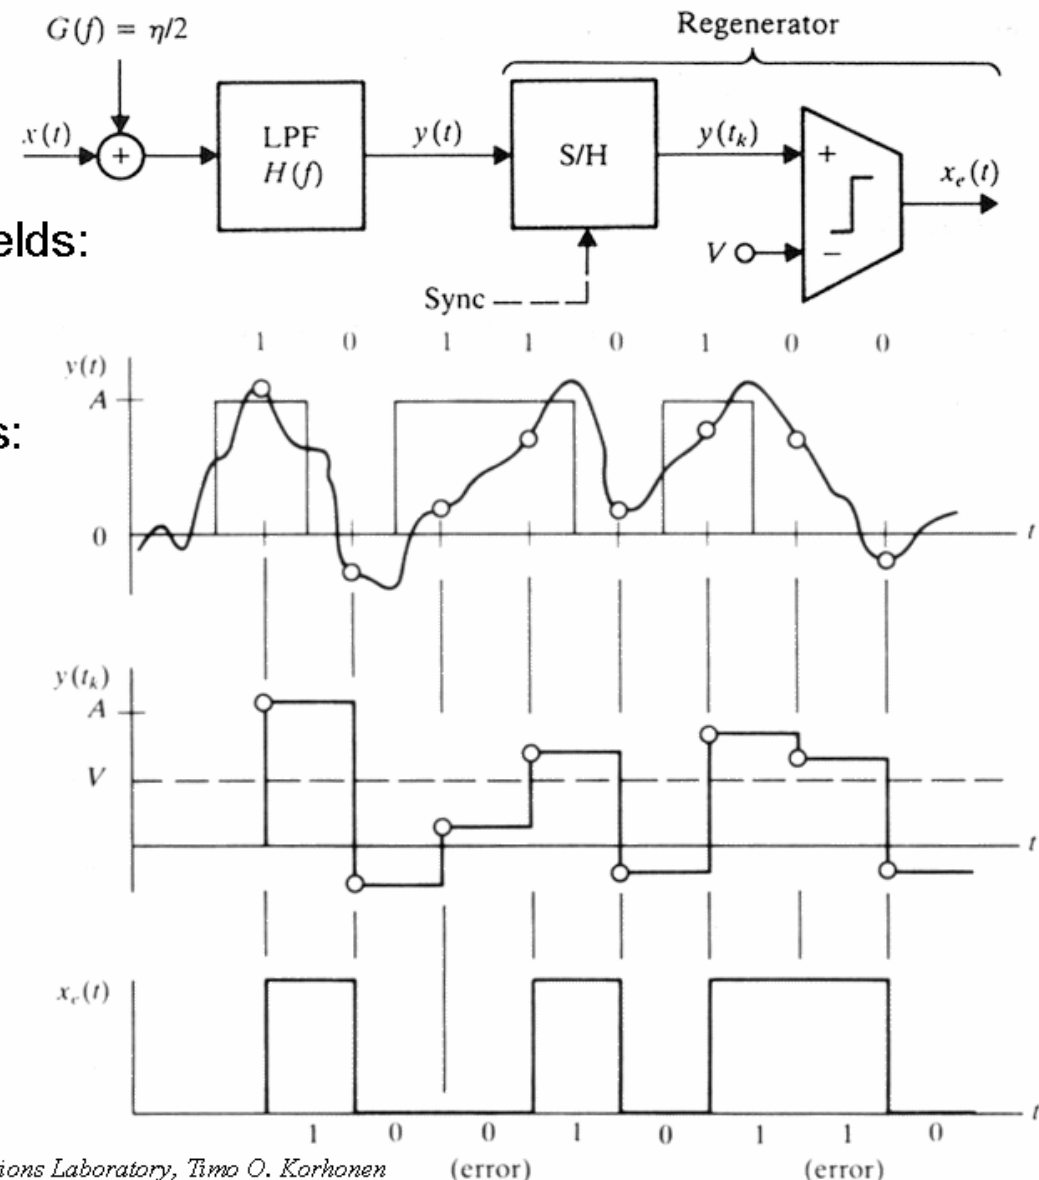 G(f) = η/2
Regenerator
x(t)
+
LPF
H(f)
y(t)
S/H
y(t_k)
+
−
x_e(t)
V
elds:
Sync
1 0 1 1 0 1 0 0
y(t)
A
s:
0
t
y(t_k)
A
V
t
x_e(t)
t
1 0 0 1 0 1 1 0
(error) (error)
ions Laboratory, Timo O. Korhonen